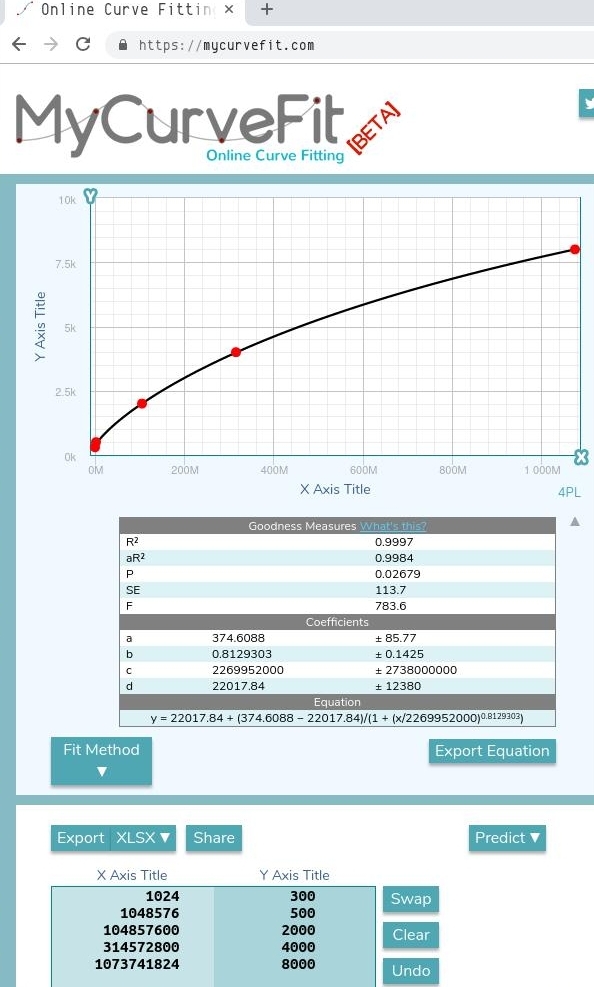 Online Curve Fittin
https://mycurvefit.com
MyCurveFit [BETA]
Online Curve Fitting
Y
10k
7.5k
5k
2.5k
0k
Y Axis Title
0M 200M 400M 600M 800M 1 000M
X
X Axis Title
4PL
Goodness Measures What's this?
R² 0.9997
aR² 0.9984
P 0.02679
SE 113.7
F 783.6
Coefficients
a 374.6088 ± 85.77
b 0.8129303 ± 0.1425
c 2269952000 ± 2738000000
d 22017.84 ± 12380
Equation
y = 22017.84 + (374.6088 − 22017.84)/(1 + (x/2269952000)^0.8129303)
Fit Method ▼
Export Equation
Export XLSX ▼ Share Predict ▼
X Axis Title Y Axis Title
1024 300 Swap
1048576 500
104857600 2000 Clear
314572800 4000
1073741824 8000 Undo